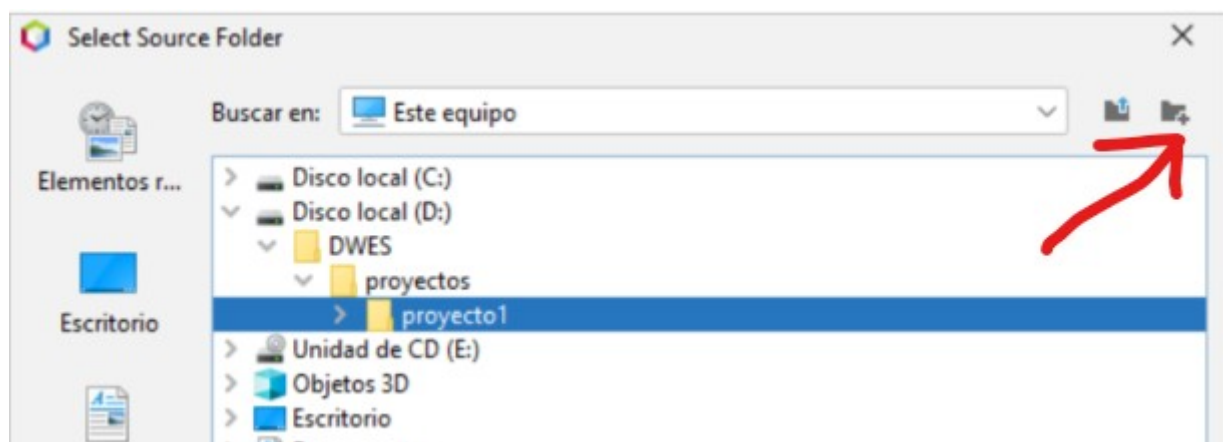 Select Source Folder
Buscar en: Este equipo
Elementos r...
Disco local (C:)
Disco local (D:)
DWES
proyectos
proyecto1
Escritorio
Unidad de CD (E:)
Objetos 3D
Escritorio